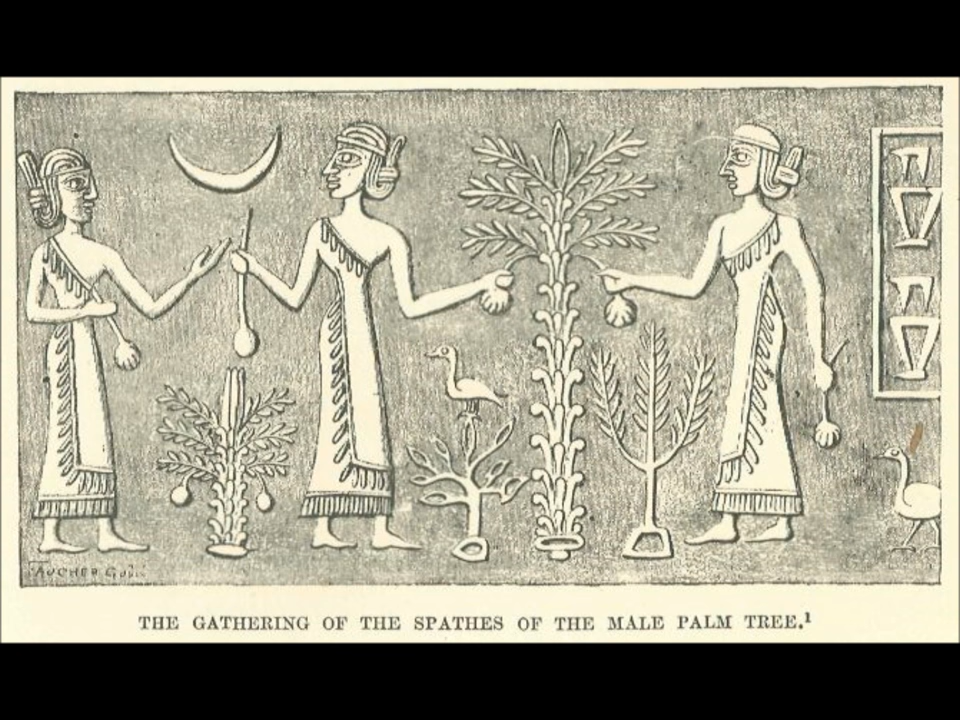 THE GATHERING OF THE SPATHES OF THE MALE PALM TREE.¹